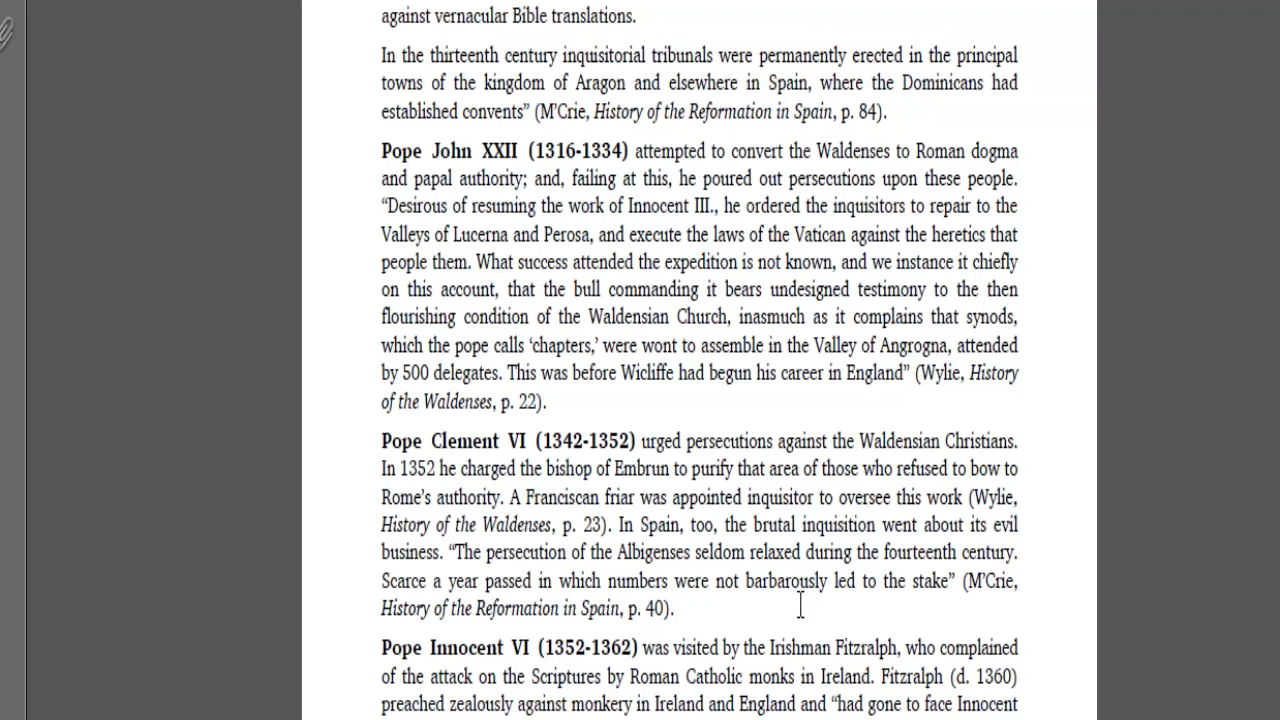 against vernacular Bible translations.
In the thirteenth century inquisitorial tribunals were permanently erected in the principal
towns of the kingdom of Aragon and elsewhere in Spain, where the Dominicans had
established convents” (M’Crie, History of the Reformation in Spain, p. 84).
Pope John XXII (1316-1334) attempted to convert the Waldenses to Roman dogma
and papal authority; and, failing at this, he poured out persecutions upon these people.
“Desirous of resuming the work of Innocent III., he ordered the inquisitors to repair to the
Valleys of Lucerna and Perosa, and execute the laws of the Vatican against the heretics that
people them. What success attended the expedition is not known, and we instance it chiefly
on this account, that the bull commanding it bears undesigned testimony to the then
flourishing condition of the Waldensian Church, inasmuch as it complains that synods,
which the pope calls ‘chapters,’ were wont to assemble in the Valley of Angrogna, attended
by 500 delegates. This was before Wicliffe had begun his career in England” (Wylie, History
of the Waldenses, p. 22).
Pope Clement VI (1342-1352) urged persecutions against the Waldensian Christians.
In 1352 he charged the bishop of Embrun to purify that area of those who refused to bow to
Rome’s authority. A Franciscan friar was appointed inquisitor to oversee this work (Wylie,
History of the Waldenses, p. 23). In Spain, too, the brutal inquisition went about its evil
business. “The persecution of the Albigenses seldom relaxed during the fourteenth century.
Scarce a year passed in which numbers were not barbarously led to the stake” (M’Crie,
History of the Reformation in Spain, p. 40).
Pope Innocent VI (1352-1362) was visited by the Irishman Fitzralph, who complained
of the attack on the Scriptures by Roman Catholic monks in Ireland. Fitzralph (d. 1360)
preached zealously against monkery in Ireland and England and “had gone to face Innocent